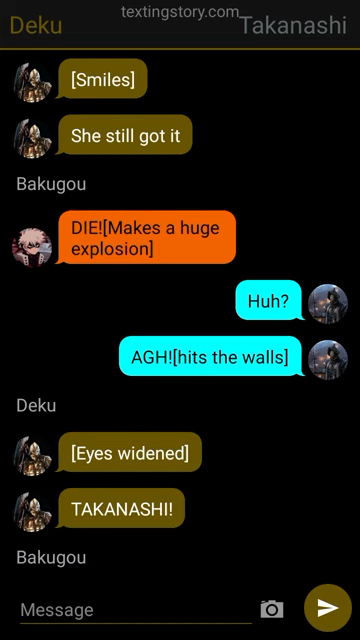 textingstory.com
Deku
Takanashi
[Smiles]
She still got it
Bakugou
DIE![Makes a huge
explosion]
Huh?
AGH![hits the walls]
Deku
[Eyes widened]
TAKANASHI!
Bakugou
Message